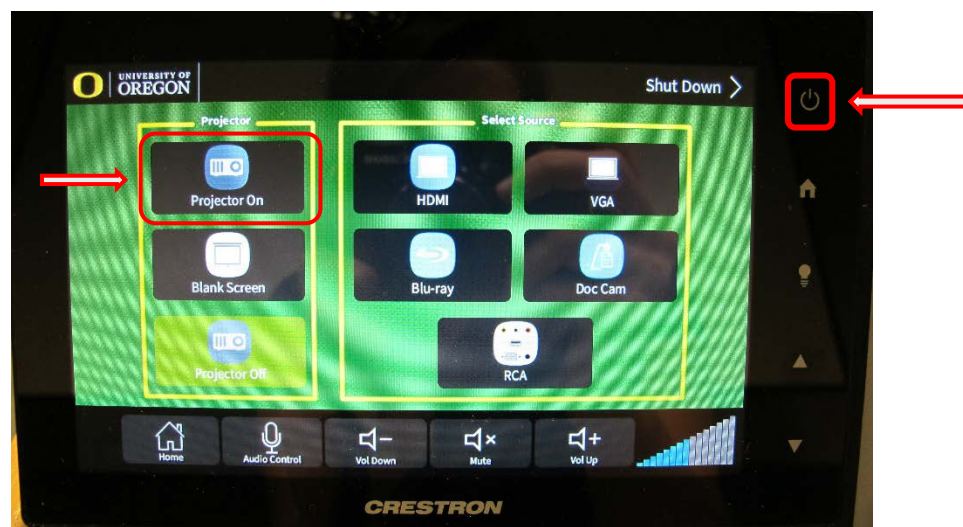 O
UNIVERSITY OF
OREGON
Shut Down
Projector
Select Source
Projector On
HDMI
VGA
Blank Screen
Blu-ray
Doc Cam
Projector Off
RCA
Home
Audio Control
Vol Down
Mute
Vol Up
CRESTRON